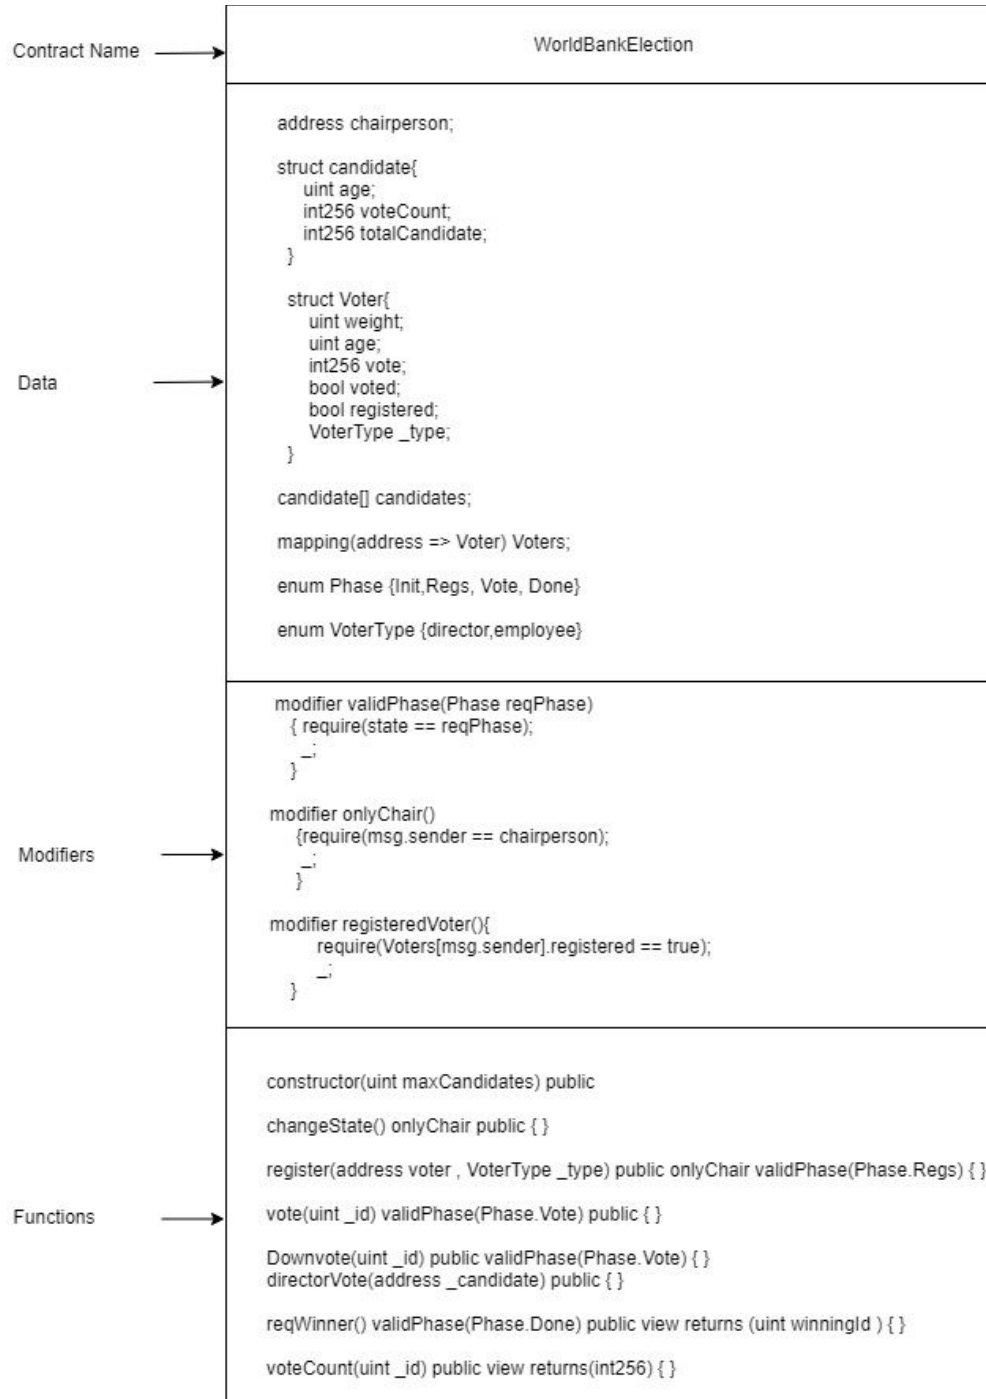 Contract Name
WorldBankElection
Data
address chairperson;
struct candidate{
uint age;
int256 voteCount;
int256 totalCandidate;
}
struct Voter{
uint weight;
uint age;
int256 vote;
bool voted;
bool registered;
VoterType _type;
}
candidate[] candidates;
mapping(address => Voter) Voters;
enum Phase {Init,Regs, Vote, Done}
enum VoterType {director,employee}
Modifiers
modifier validPhase(Phase reqPhase)
{ require(state == reqPhase);
_;
}
modifier onlyChair()
{require(msg.sender == chairperson);
_;
}
modifier registeredVoter(){
require(Voters[msg.sender].registered == true);
_;
}
Functions
constructor(uint maxCandidates) public
changeState() onlyChair public { }
register(address voter , VoterType _type) public onlyChair validPhase(Phase.Regs) { }
vote(uint _id) validPhase(Phase.Vote) public { }
Downvote(uint _id) public validPhase(Phase.Vote) { }
directorVote(address _candidate) public { }
reqWinner() validPhase(Phase.Done) public view returns (uint winningId ) { }
voteCount(uint _id) public view returns(int256) { }